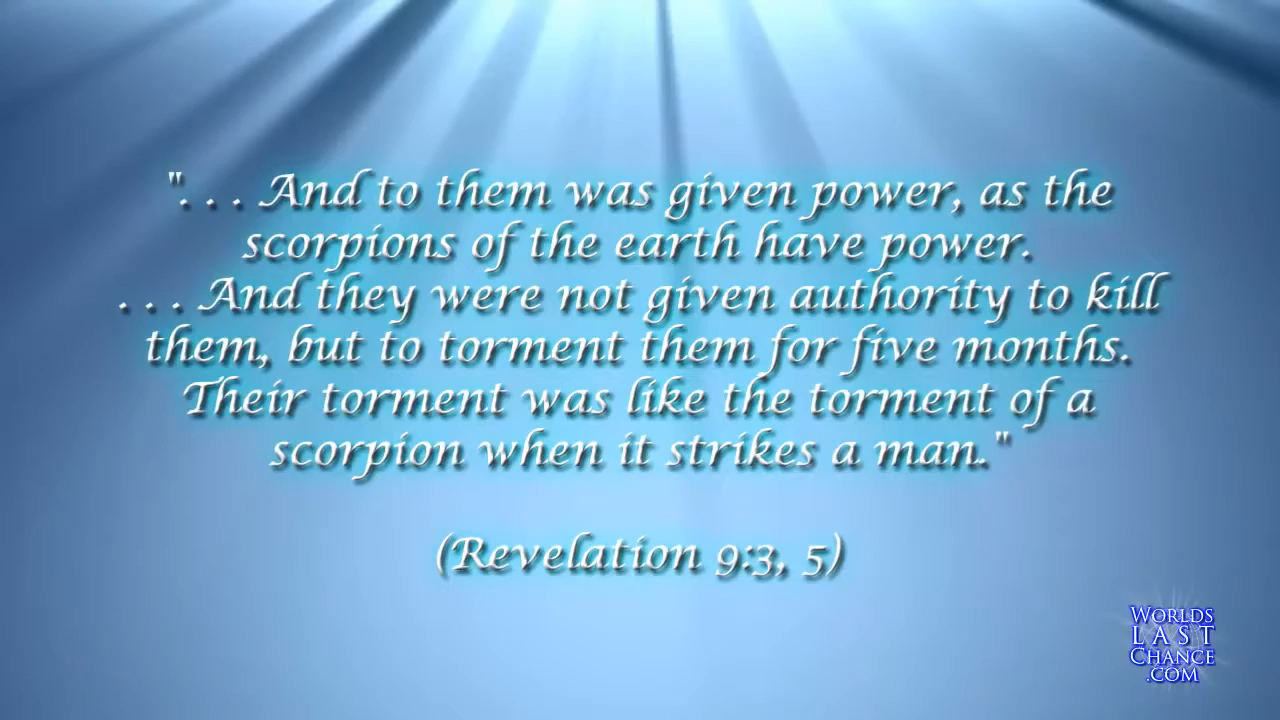 ". . . And to them was given power, as the
scorpions of the earth have power.
. . . And they were not given authority to kill
them, but to torment them for five months.
Their torment was like the torment of a
scorpion when it strikes a man."
(Revelation 9:3, 5)
WORLDS
LAST
CHANCE
.COM